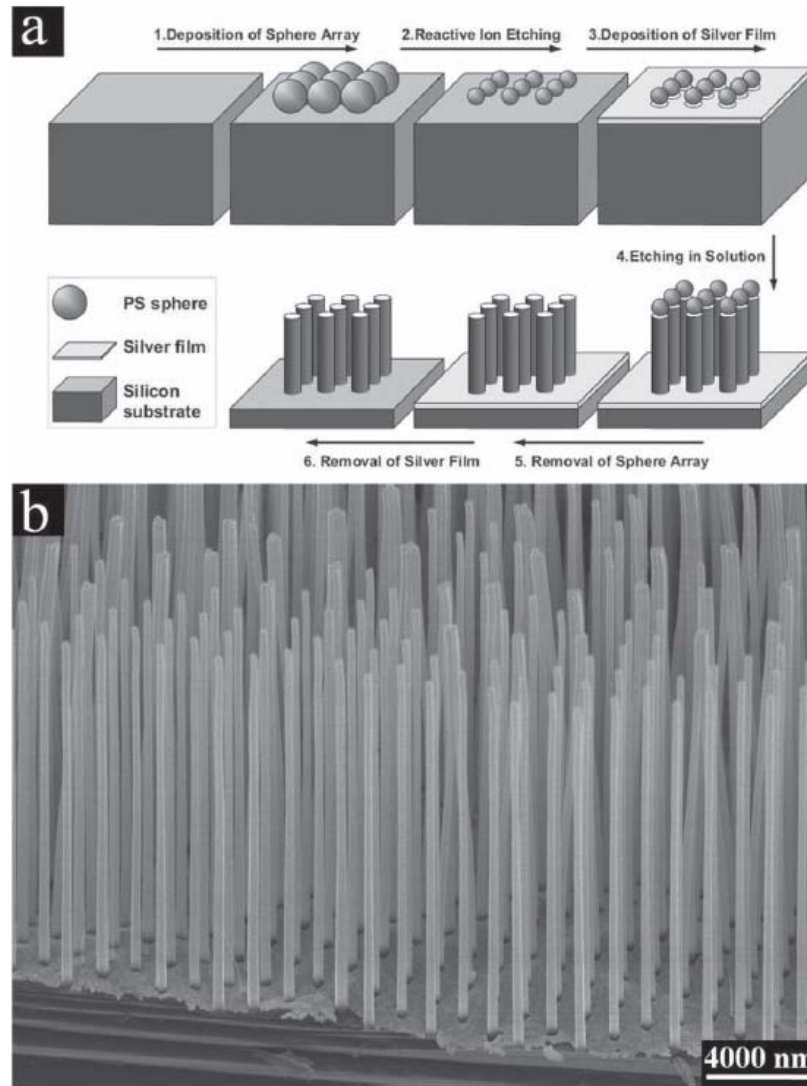 a
1.Deposition of Sphere Array
2.Reactive Ion Etching
3.Deposition of Silver Film
4.Etching in Solution
PS sphere
Silver film
Silicon
substrate
6. Removal of Silver Film
5. Removal of Sphere Array
b
4000 nm